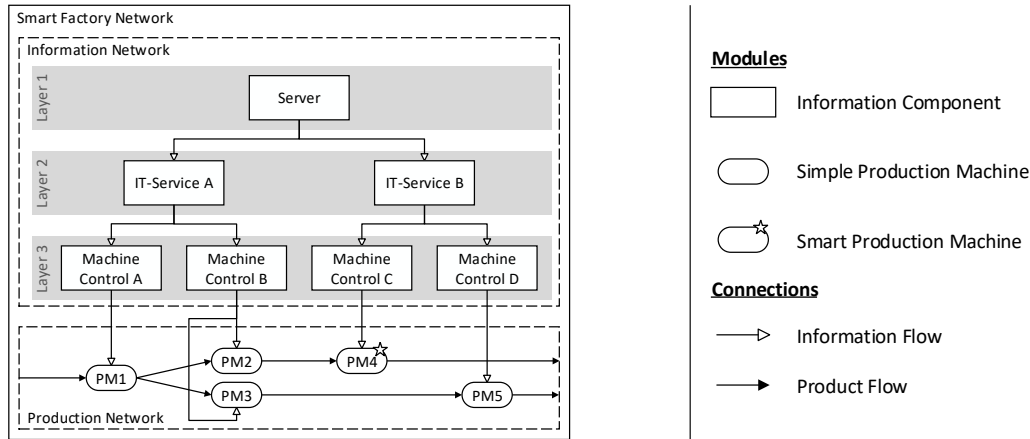 Smart Factory Network
Information Network
Layer 1
Server
Layer 2
IT-Service A
IT-Service B
Layer 3
Machine
Control A
Machine
Control B
Machine
Control C
Machine
Control D
PM1
PM2
PM3
PM4
PM5
Production Network
Modules
Information Component
Simple Production Machine
Smart Production Machine
Connections
Information Flow
Product Flow